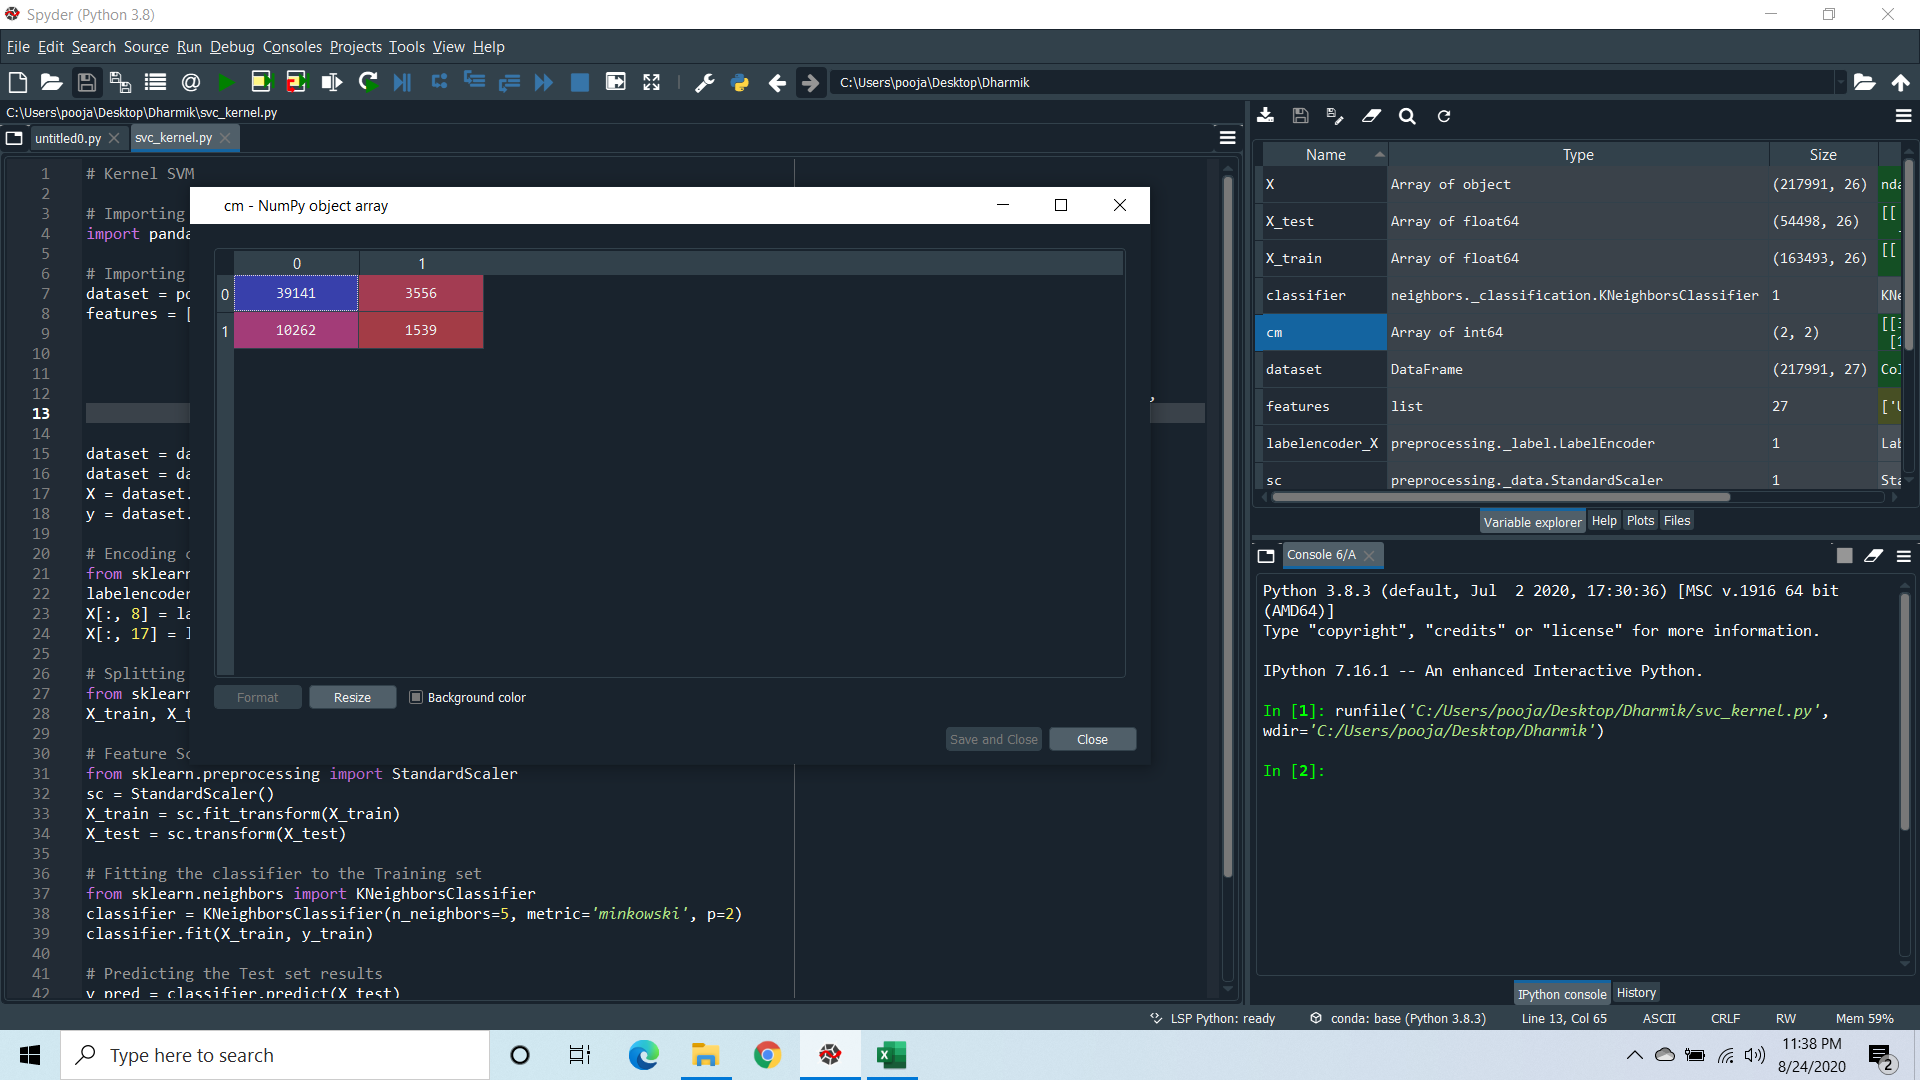 Spyder (Python 3.8)
File Edit Search Source Run Debug Consoles Projects Tools View Help
C:\Users\pooja\Desktop\Dharmik
C:\Users\pooja\Desktop\Dharmik\svc_kernel.py
untitled0.py
svc_kernel.py
1 # Kernel SVM
2
3 # Importing
4 import panda
5
6 # Importing
7 dataset = pd
8 features = [
9
10
11
12 ,
13
14
15 dataset = da
16 dataset = da
17 X = dataset.
18 y = dataset.
19
20 # Encoding
21 from sklearn
22 labelencoder
23 X[:, 8] = la
24 X[:, 17] = l
25
26 # Splitting
27 from sklearn
28 X_train, X_t
29
30 # Feature Sc
31 from sklearn.preprocessing import StandardScaler
32 sc = StandardScaler()
33 X_train = sc.fit_transform(X_train)
34 X_test = sc.transform(X_test)
35
36 # Fitting the classifier to the Training set
37 from sklearn.neighbors import KNeighborsClassifier
38 classifier = KNeighborsClassifier(n_neighbors=5, metric='minkowski', p=2)
39 classifier.fit(X_train, y_train)
40
41 # Predicting the Test set results
42 y_pred = classifier.predict(X_test)
cm - NumPy object array
0 1
0 39141 3556
1 10262 1539
Format Resize Background color
Save and Close Close
Name Type Size
X Array of object (217991, 26) nda
X_test Array of float64 (54498, 26) [[
X_train Array of float64 (163493, 26) [[
classifier neighbors._classification.KNeighborsClassifier 1 KNe
cm Array of int64 (2, 2) [[3
[1
dataset DataFrame (217991, 27) Col
features list 27 ['U
labelencoder_X preprocessing._label.LabelEncoder 1 Lab
sc preprocessing._data.StandardScaler 1 Sta
Variable explorer Help Plots Files
Console 6/A
Python 3.8.3 (default, Jul  2 2020, 17:30:36) [MSC v.1916 64 bit
(AMD64)]
Type "copyright", "credits" or "license" for more information.
IPython 7.16.1 -- An enhanced Interactive Python.
In [1]: runfile('C:/Users/pooja/Desktop/Dharmik/svc_kernel.py',
wdir='C:/Users/pooja/Desktop/Dharmik')
In [2]:
IPython console History
LSP Python: ready conda: base (Python 3.8.3) Line 13, Col 65 ASCII CRLF RW Mem 59%
Type here to search
11:38 PM
8/24/2020
2